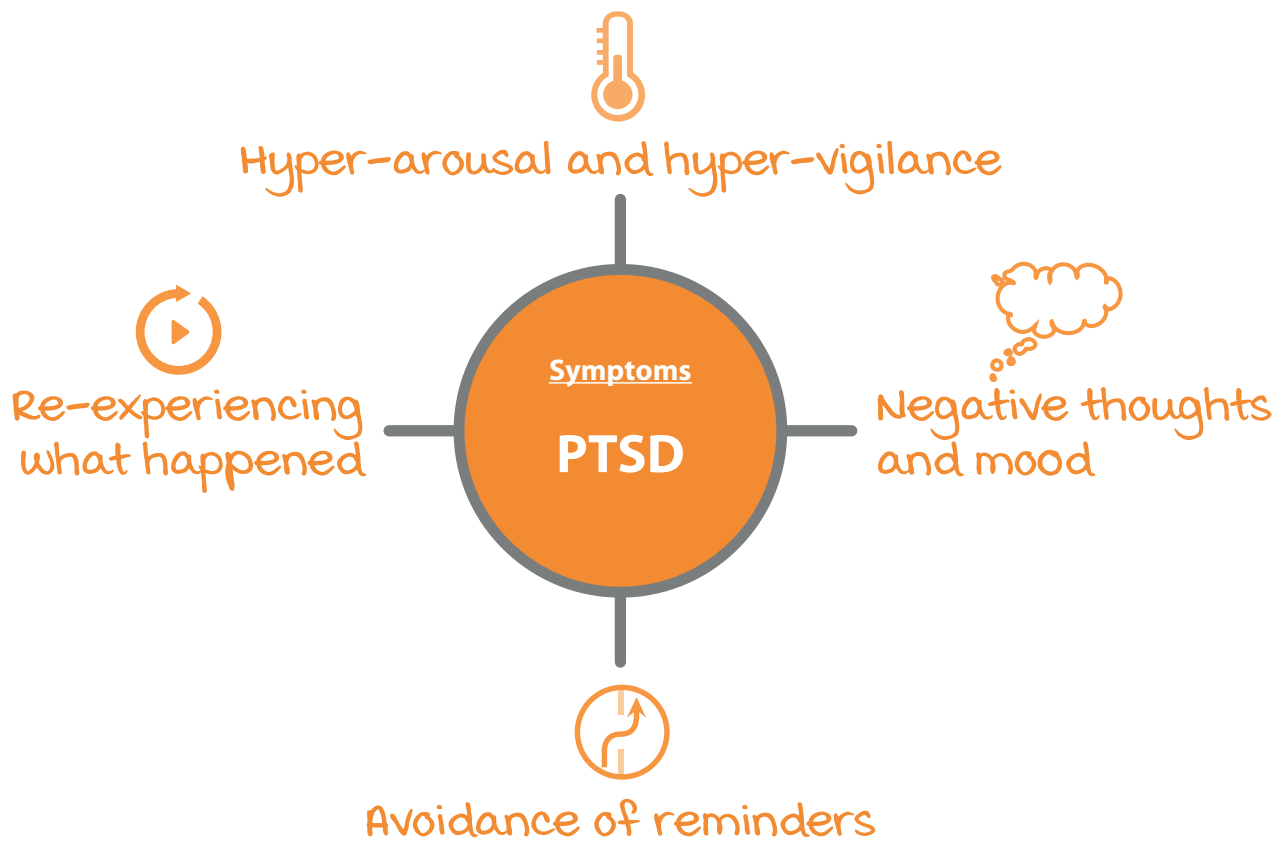 Hyper-arousal and hyper-vigilance
Re-experiencing
what happened
Symptoms
PTSD
Negative thoughts
and mood
Avoidance of reminders